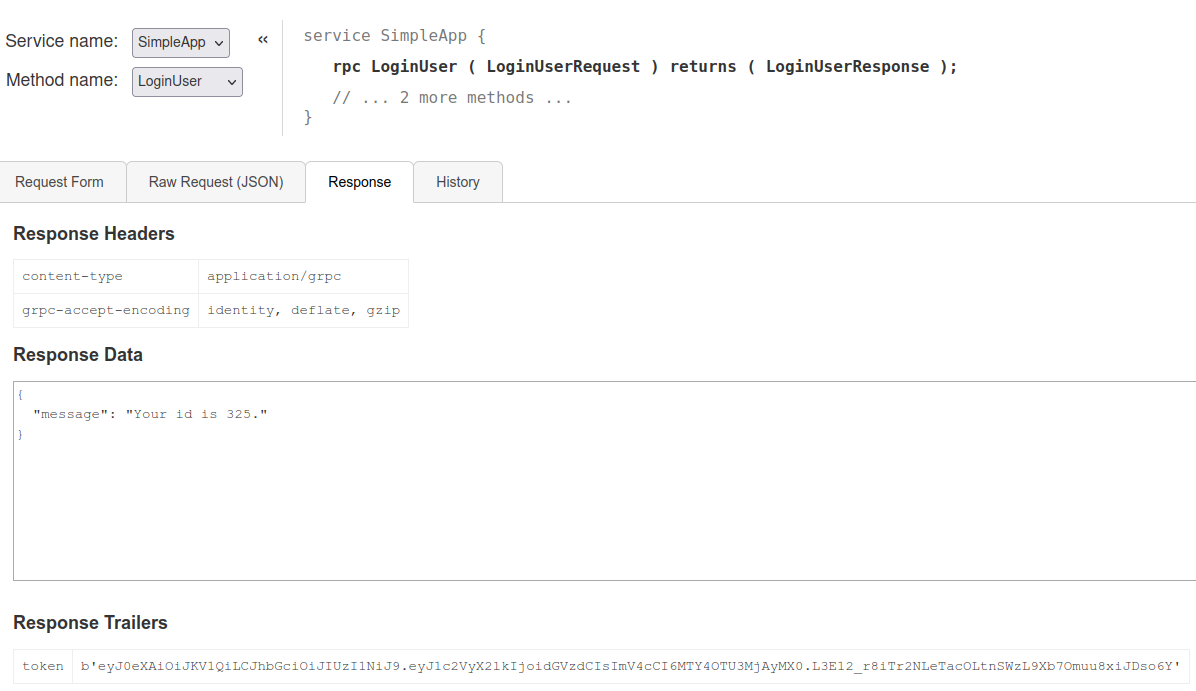 Service name: SimpleApp «
Method name: LoginUser
service SimpleApp {
rpc LoginUser ( LoginUserRequest ) returns ( LoginUserResponse );
// ... 2 more methods ...
}
Request Form Raw Request (JSON) Response History
Response Headers
content-type application/grpc
grpc-accept-encoding identity, deflate, gzip
Response Data
{
"message": "Your id is 325."
}
Response Trailers
token b'eyJ0eXAiOiJKV1QiLCJhbGciOiJIUzI1NiJ9.eyJ1c2VyX2lkIjoidGVzdCIsImV4cCI6MTY4OTU3MjAyMX0.L3E12_r8iTr2NLeTacOLtnSWzL9Xb7Omuu8xiJDso6Y'